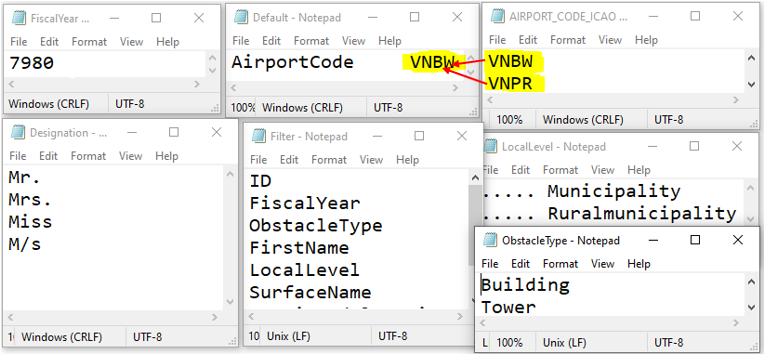 FiscalYear ...
File Edit Format View Help
7980
Windows (CRLF) UTF-8
Default - Notepad
File Edit Format View Help
AirportCode VNBW
100% Windows (CRLF) UTF-8
AIRPORT_CODE_ICAO ...
File Edit Format View Help
VNBW
VNPR
100% Windows (CRLF) UTF-8
Designation - ...
File Edit Format View Help
Mr.
Mrs.
Miss
M/s
Windows (CRLF) UTF-8
Filter - Notepad
File Edit Format View Help
ID
FiscalYear
ObstacleType
FirstName
LocalLevel
SurfaceName
10 Unix (LF) UTF-8
LocalLevel - Notepad
File Edit Format View Help
..... Municipality
..... Ruralmunicipality
ObstacleType - Notepad
File Edit Format View Help
Building
Tower
L 100% Unix (LF) UTF-8